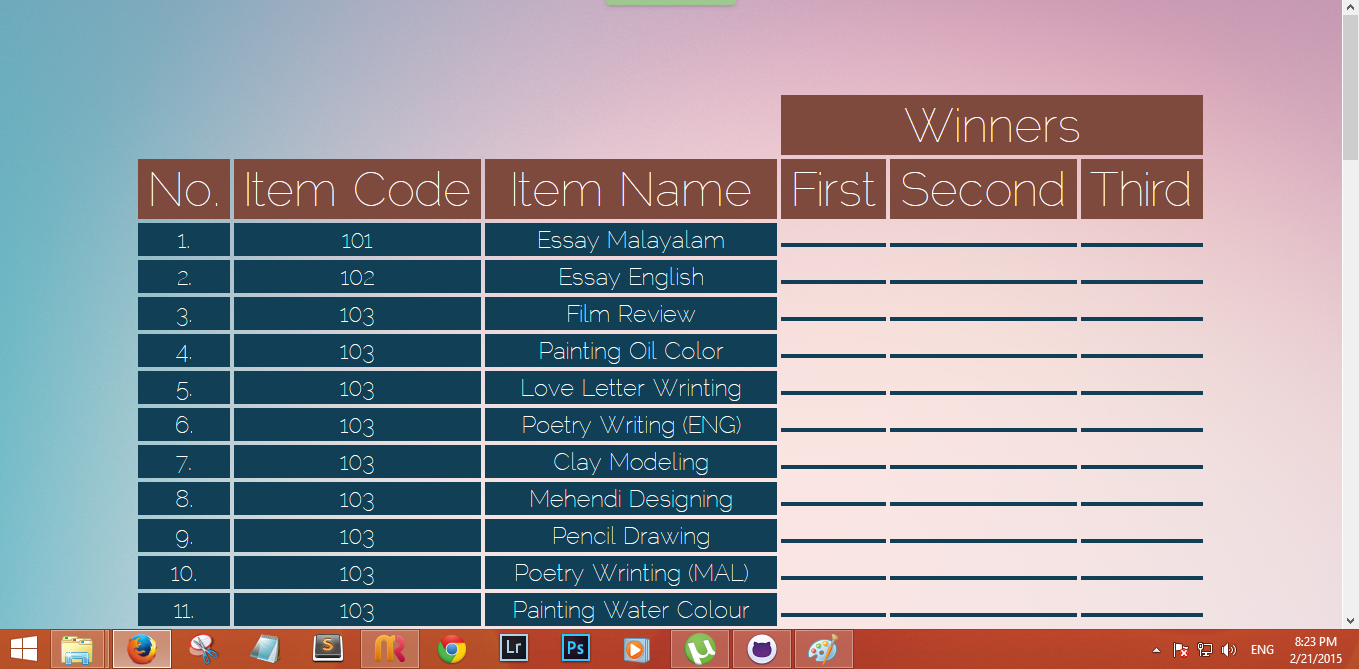 Winners
No. Item Code Item Name First Second Third
1. 101 Essay Malayalam
2. 102 Essay English
3. 103 Film Review
4. 103 Painting Oil Color
5. 103 Love Letter Wrinting
6. 103 Poetry Writing (ENG)
7. 103 Clay Modeling
8. 103 Mehendi Designing
9. 103 Pencil Drawing
10. 103 Poetry Wrinting (MAL)
11. 103 Painting Water Colour
S Lr Ps ENG 8:23 PM
2/21/2015